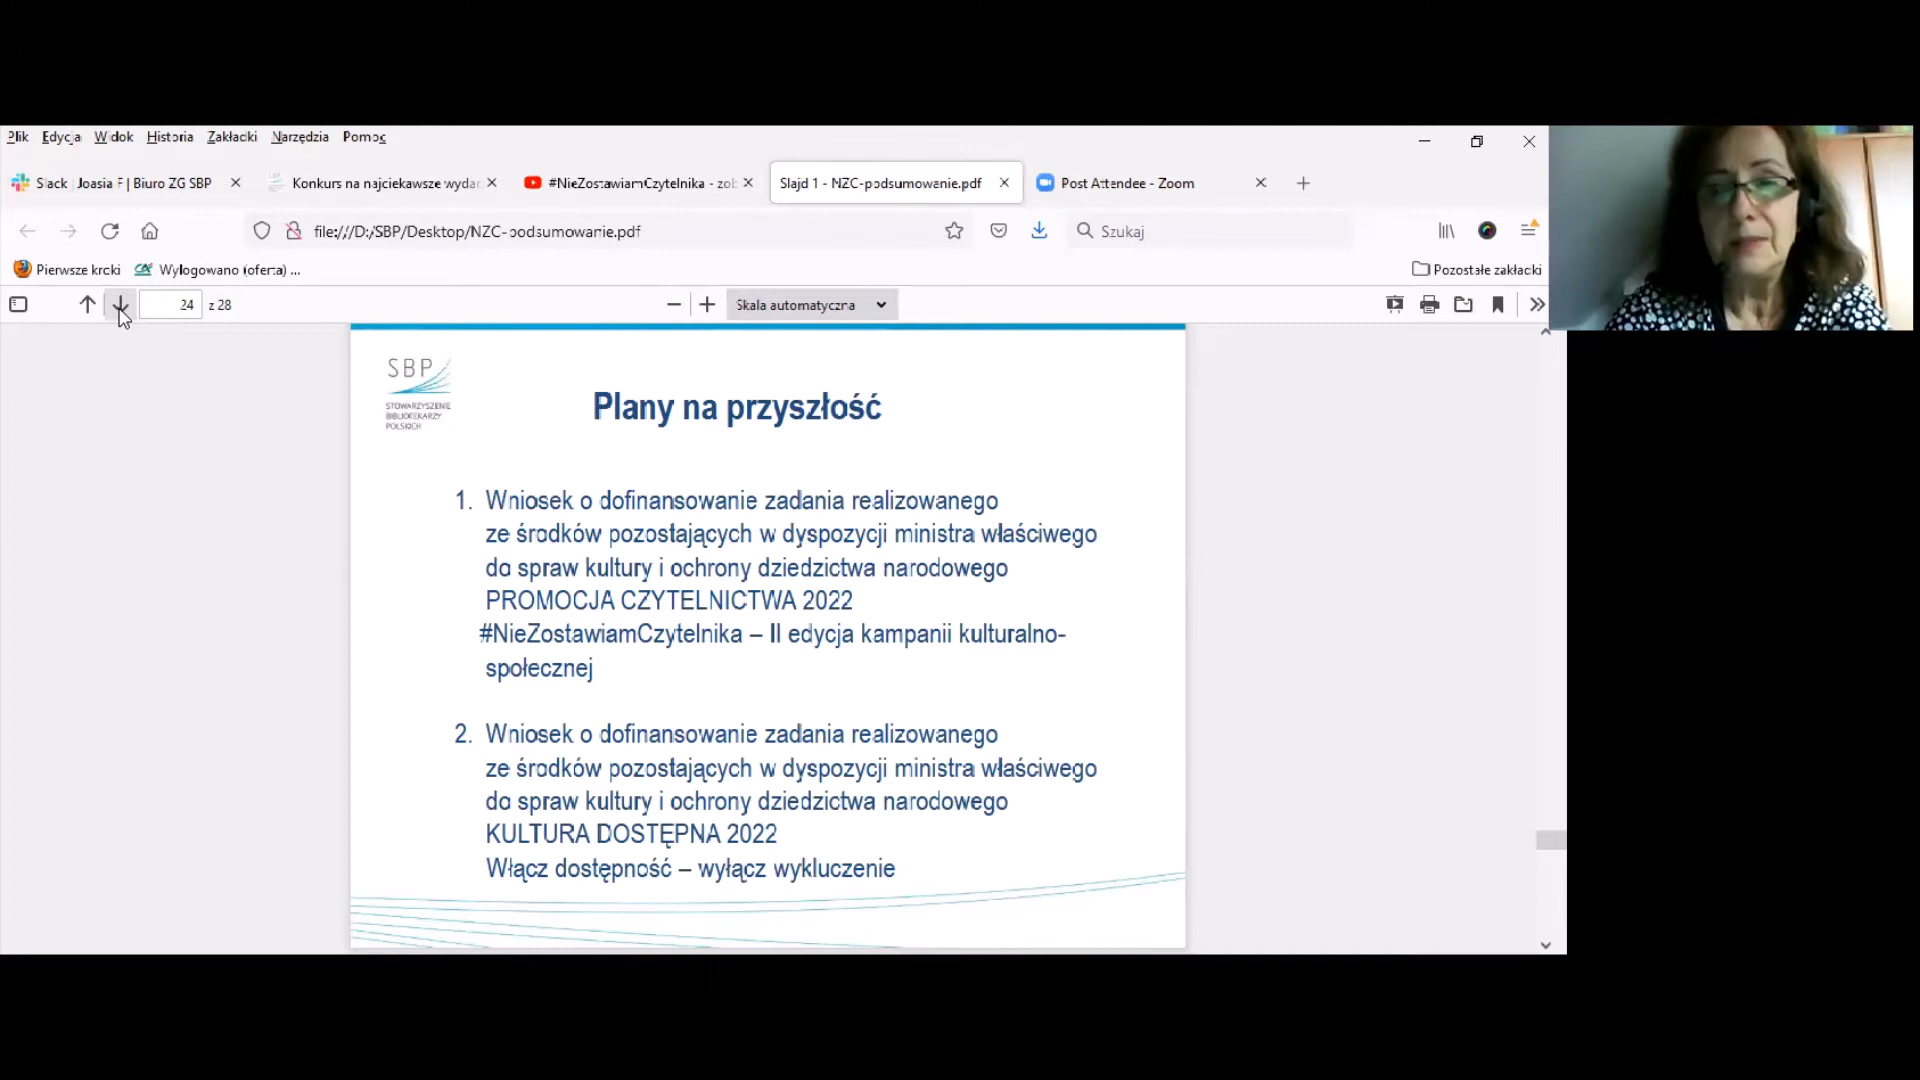 Plik Edycja Widok Historia Zakładki Narzędzia Pomoc
Slack | Joasia F | Biuro ZG SBP
Konkurs na najciekawsze wydar
#NieZostawiamCzytelnika - zob
Slajd 1 - NZC-podsumowanie.pdf
Post Attendee - Zoom
file:///D:/SBP/Desktop/NZC-podsumowanie.pdf
Szukaj
Pierwsze kroki
Wylogowano (oferta) ...
Pozostałe zakładki
24 z 28
Skala automatyczna
SBP
STOWARZYSZENIE
BIBLIOTEKARZY
POLSKICH
Plany na przyszłość
1. Wniosek o dofinansowanie zadania realizowanego
ze środków pozostających w dyspozycji ministra właściwego
do spraw kultury i ochrony dziedzictwa narodowego
PROMOCJA CZYTELNICTWA 2022
#NieZostawiamCzytelnika – II edycja kampanii kulturalno-
społecznej
2. Wniosek o dofinansowanie zadania realizowanego
ze środków pozostających w dyspozycji ministra właściwego
do spraw kultury i ochrony dziedzictwa narodowego
KULTURA DOSTĘPNA 2022
Włącz dostępność – wyłącz wykluczenie